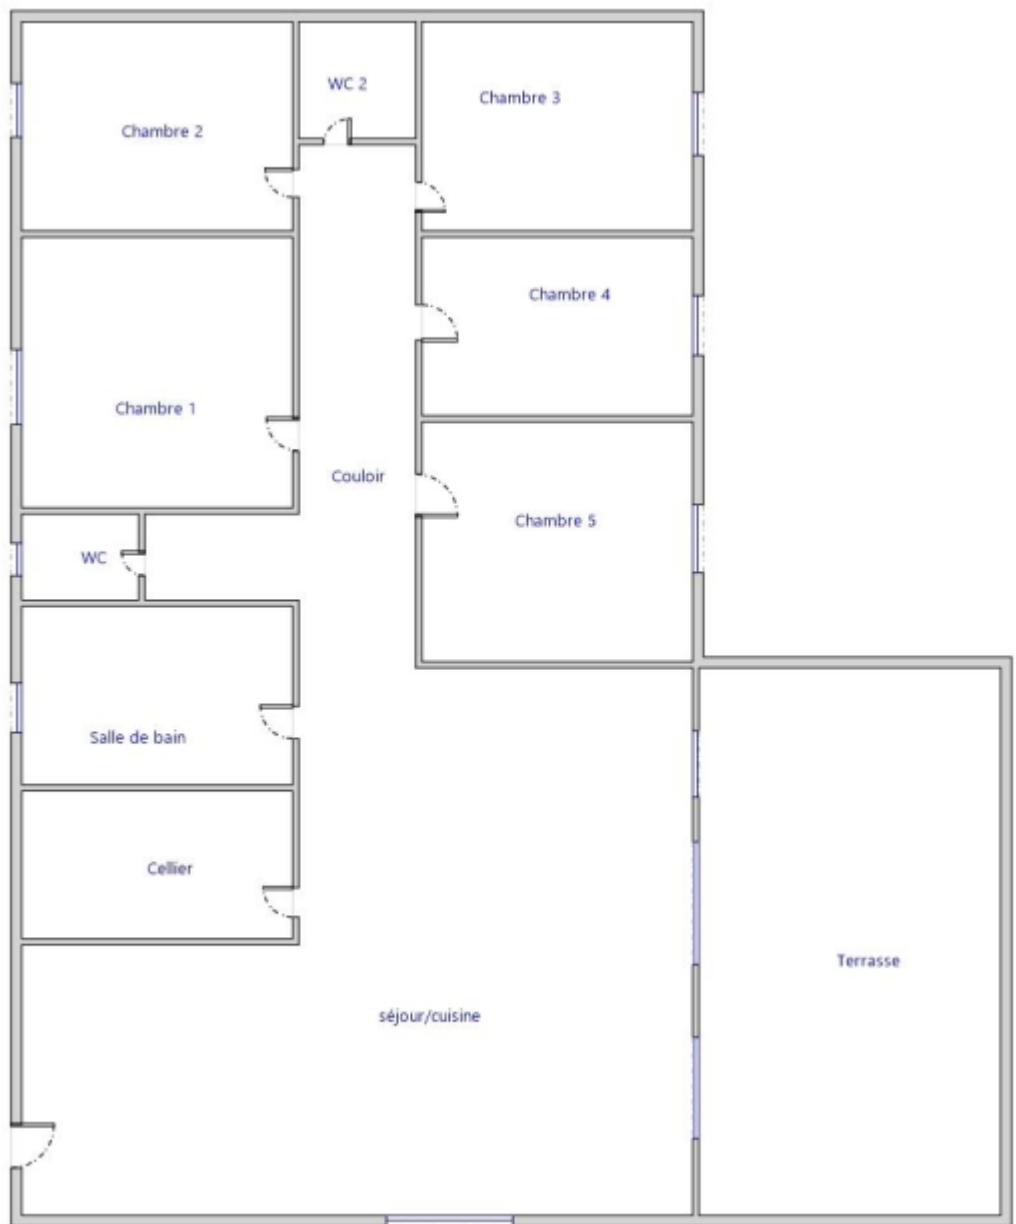 WC 2
Chambre 3
Chambre 2
Chambre 4
Chambre 1
Couloir
Chambre 5
WC
Salle de bain
Cellier
Terrasse
séjour/cuisine